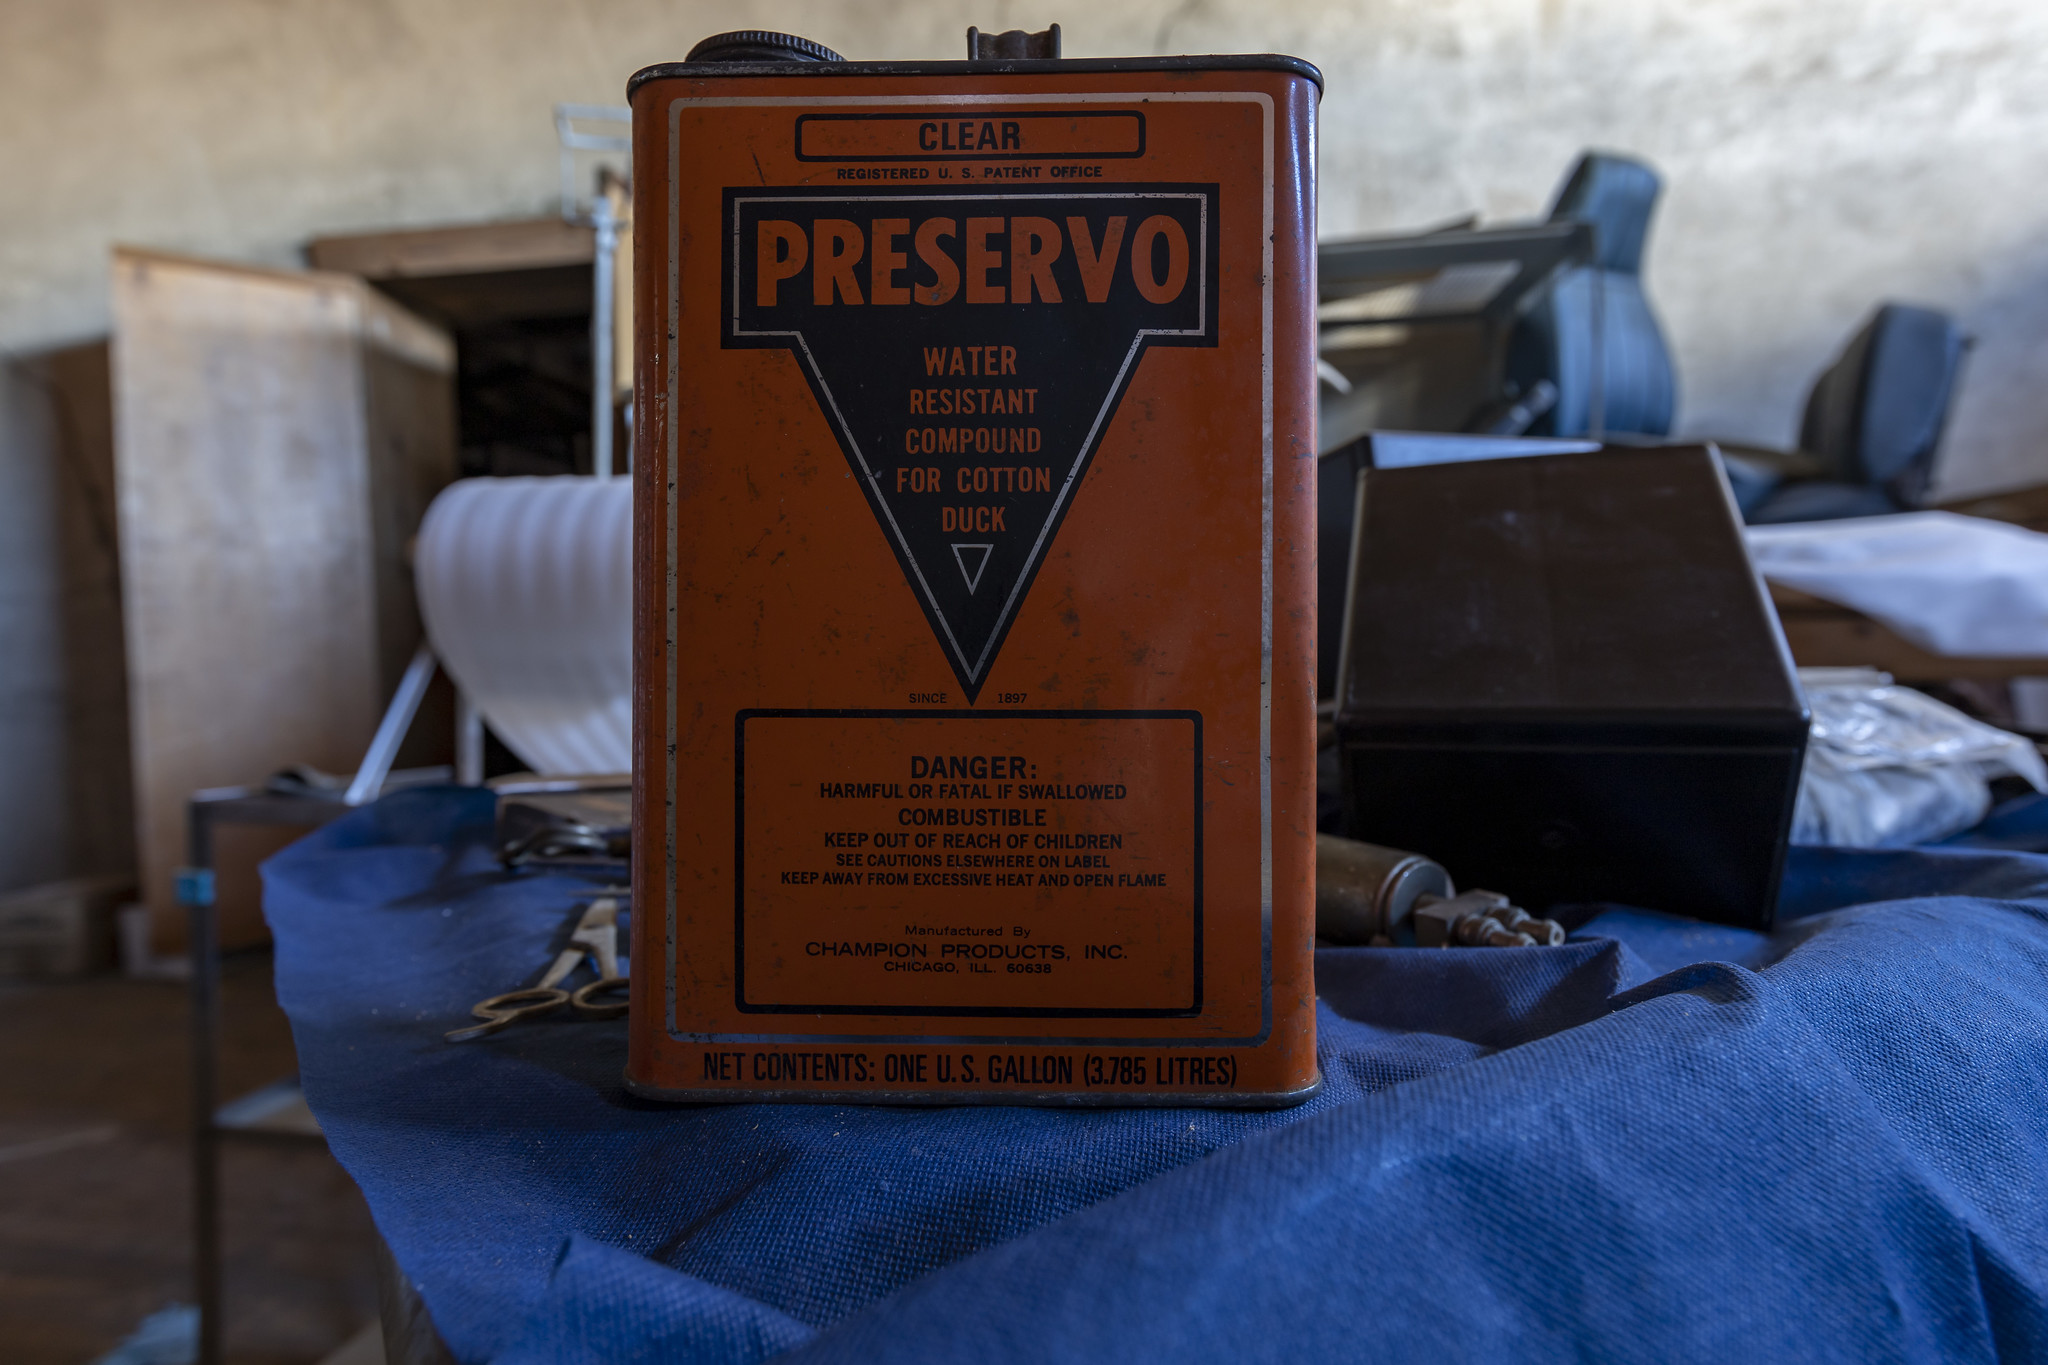 CLEAR
REGISTERED U. S. PATENT OFFICE
PRESERVO
WATER
RESISTANT
COMPOUND
FOR COTTON
DUCK
SINCE 1897
DANGER:
HARMFUL OR FATAL IF SWALLOWED
COMBUSTIBLE
KEEP OUT OF REACH OF CHILDREN
SEE CAUTIONS ELSEWHERE ON LABEL
KEEP AWAY FROM EXCESSIVE HEAT AND OPEN FLAME
Manufactured By
CHAMPION PRODUCTS, INC.
CHICAGO, ILL. 60638
NET CONTENTS: ONE U.S. GALLON (3.785 LITRES)